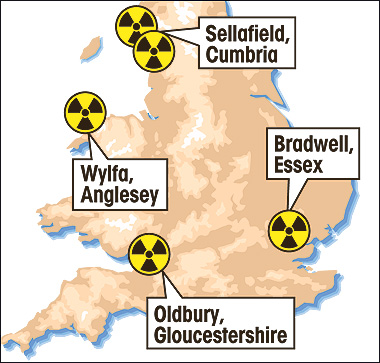 Sellafield,
Cumbria
Bradwell,
Essex
Wylfa,
Anglesey
Oldbury,
Gloucestershire